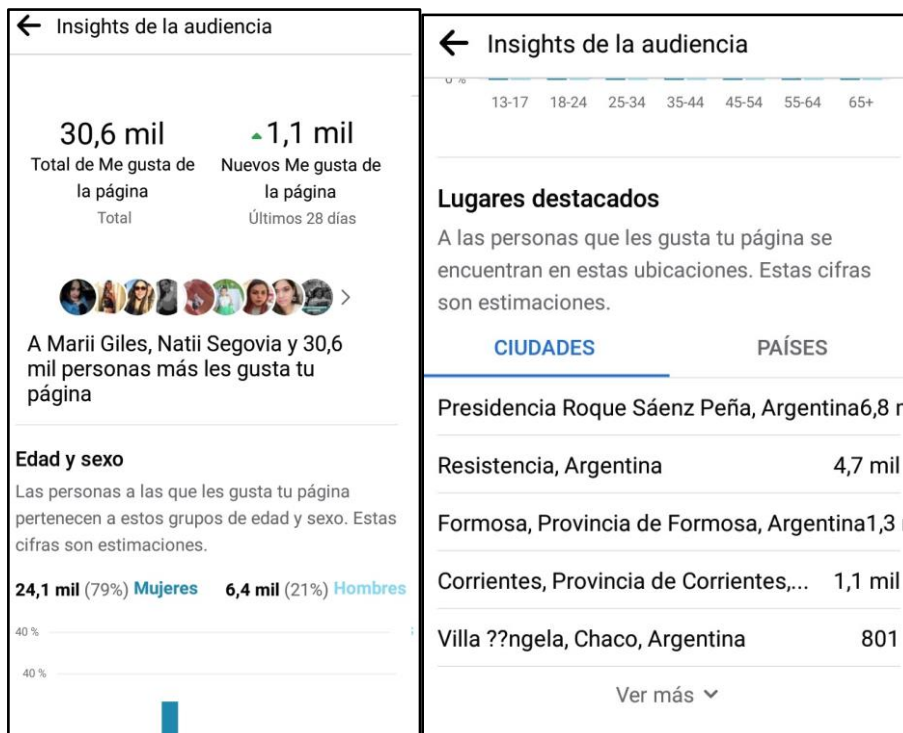 Insights de la audiencia
30,6 mil
1,1 mil
Total de Me gusta de
la página
Total
Nuevos Me gusta de
la página
Últimos 28 días
A Marii Giles, Natii Segovia y 30,6
mil personas más les gusta tu
página
Edad y sexo
Las personas a las que les gusta tu página
pertenecen a estos grupos de edad y sexo. Estas
cifras son estimaciones.
24,1 mil (79%) Mujeres 6,4 mil (21%) Hombres
40 %
40 %
Insights de la audiencia
0 %
13-17 18-24 25-34 35-44 45-54 55-64 65+
Lugares destacados
A las personas que les gusta tu página se
encuentran en estas ubicaciones. Estas cifras
son estimaciones.
CIUDADES PAÍSES
Presidencia Roque Sáenz Peña, Argentina6,8
Resistencia, Argentina 4,7 mil
Formosa, Provincia de Formosa, Argentina1,3
Corrientes, Provincia de Corrientes,... 1,1 mil
Villa ??ngela, Chaco, Argentina 801
Ver más